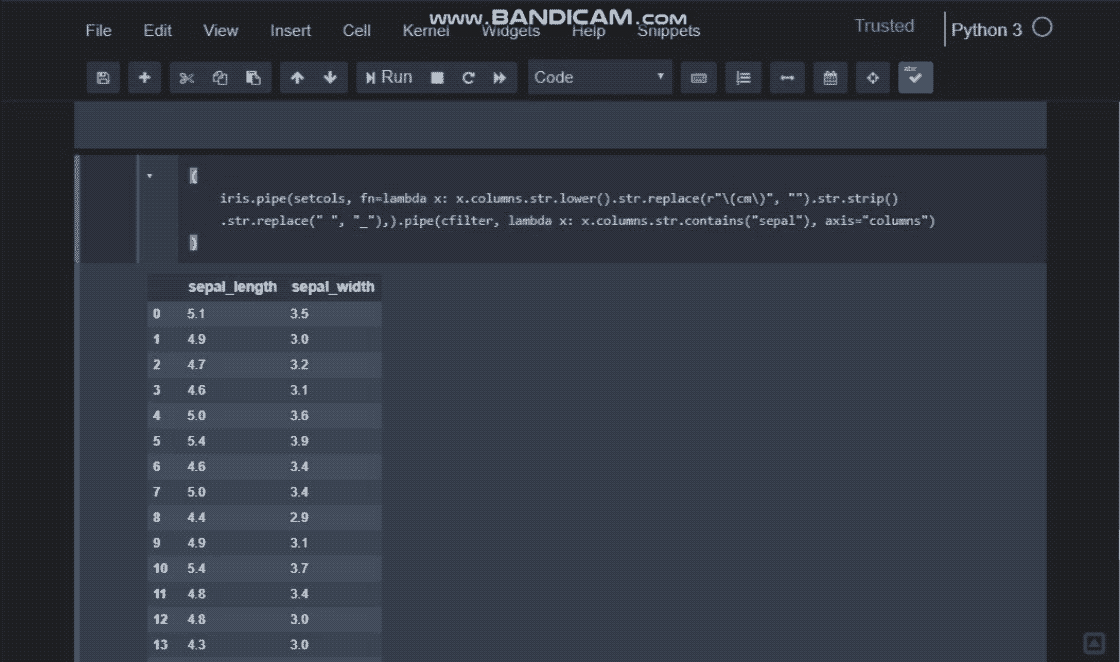 www.BANDICAM.com
File Edit View Insert Cell Kernel Widgets Help Snippets Trusted Python 3
Run Code
(
iris.pipe(setcols, fn=lambda x: x.columns.str.lower().str.replace(r"\(cm\)", "").str.strip()
.str.replace(" ", "_"),).pipe(cfilter, lambda x: x.columns.str.contains("sepal"), axis="columns")
)
sepal_length sepal_width
0 5.1 3.5
1 4.9 3.0
2 4.7 3.2
3 4.6 3.1
4 5.0 3.6
5 5.4 3.9
6 4.6 3.4
7 5.0 3.4
8 4.4 2.9
9 4.9 3.1
10 5.4 3.7
11 4.8 3.4
12 4.8 3.0
13 4.3 3.0